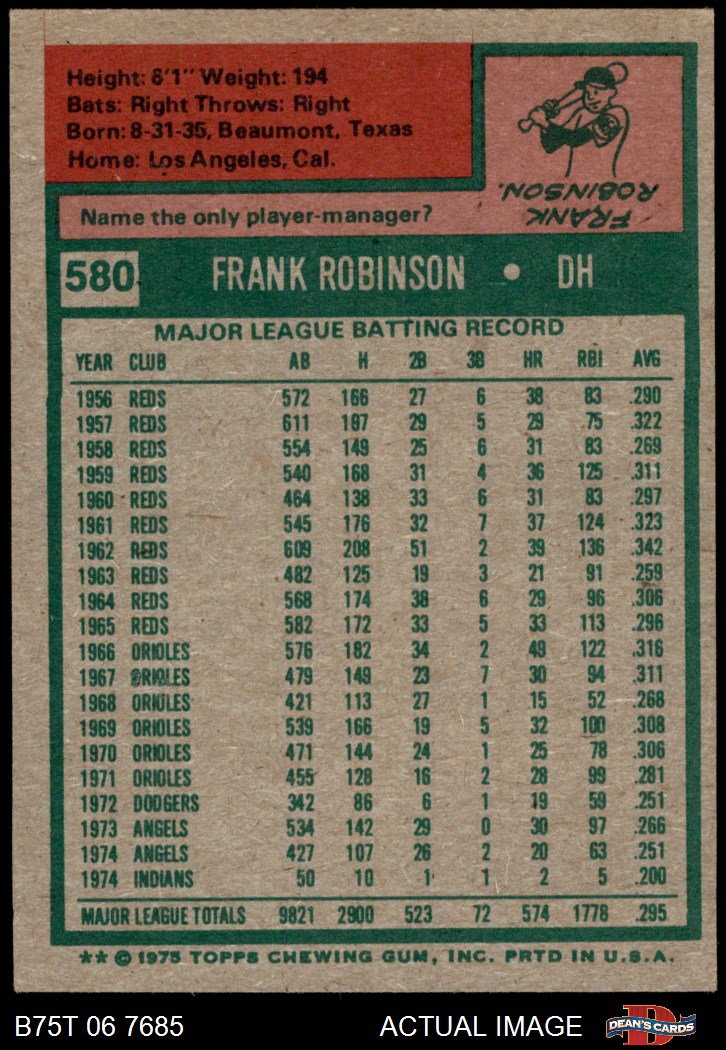 Height: 6'1" Weight: 194
Bats: Right Throws: Right
Born: 8-31-35, Beaumont, Texas
Home: Los Angeles, Cal.
Name the only player-manager?
FRANK
ROBINSON.
580 FRANK ROBINSON • DH
MAJOR LEAGUE BATTING RECORD
YEAR CLUB AB H 2B 3B HR RBI AVG
1956 REDS 572 166 27 6 38 83 .290
1957 REDS 611 197 29 5 29 75 .322
1958 REDS 554 149 25 6 31 83 .269
1959 REDS 540 168 31 4 36 125 .311
1960 REDS 464 138 33 6 31 83 .297
1961 REDS 545 176 32 7 37 124 .323
1962 REDS 609 208 51 2 39 136 .342
1963 REDS 482 125 19 3 21 91 .259
1964 REDS 568 174 38 6 29 96 .306
1965 REDS 582 172 33 5 33 113 .296
1966 ORIOLES 576 182 34 2 49 122 .316
1967 ORIOLES 479 149 23 7 30 94 .311
1968 ORIOLES 421 113 27 1 15 52 .268
1969 ORIOLES 539 166 19 5 32 100 .308
1970 ORIOLES 471 144 24 1 25 78 .306
1971 ORIOLES 455 128 16 2 28 99 .281
1972 DODGERS 342 86 6 1 19 59 .251
1973 ANGELS 534 142 29 0 30 97 .266
1974 ANGELS 427 107 26 2 20 63 .251
1974 INDIANS 50 10 1 1 2 5 .200
MAJOR LEAGUE TOTALS 9821 2900 523 72 574 1778 .295
** © 1975 TOPPS CHEWING GUM, INC. PRTD IN U.S.A.
B75T 06 7685 ACTUAL IMAGE D DEAN'S CARDS